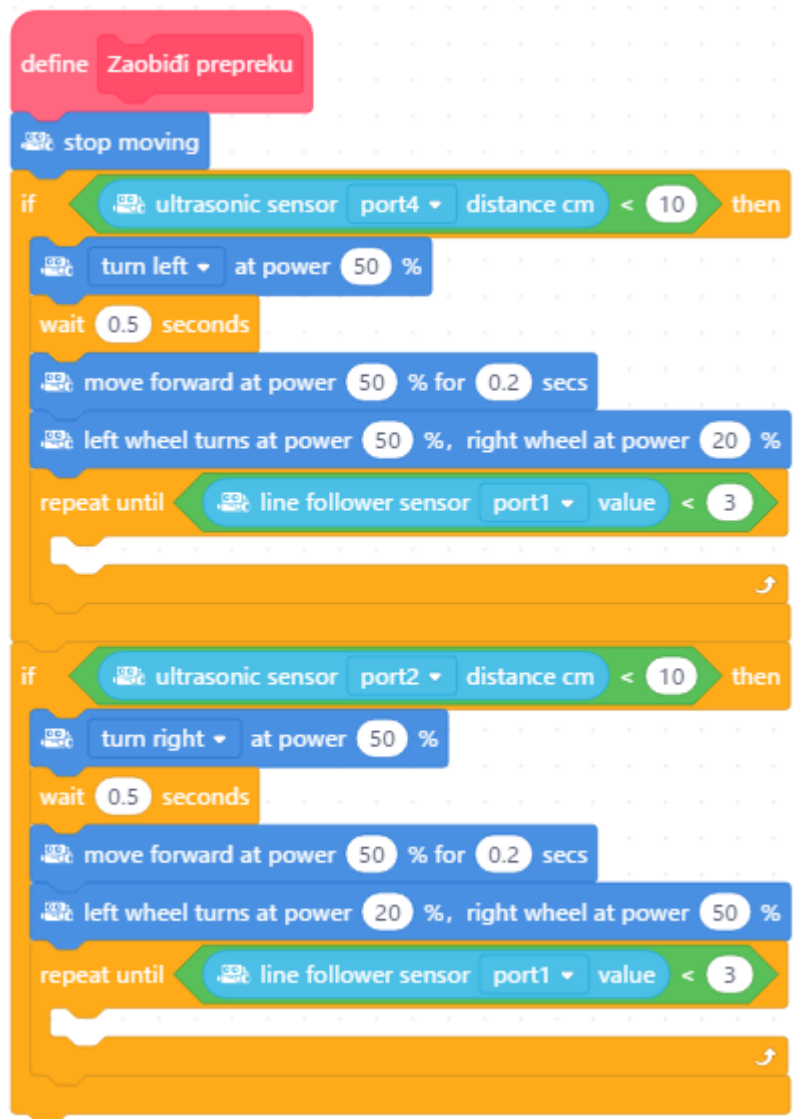 define Zaobiđi prepreku
stop moving
if ultrasonic sensor port4 distance cm < 10 then
turn left at power 50 %
wait 0.5 seconds
move forward at power 50 % for 0.2 secs
left wheel turns at power 50 %, right wheel at power 20 %
repeat until line follower sensor port1 value < 3
if ultrasonic sensor port2 distance cm < 10 then
turn right at power 50 %
wait 0.5 seconds
move forward at power 50 % for 0.2 secs
left wheel turns at power 20 %, right wheel at power 50 %
repeat until line follower sensor port1 value < 3